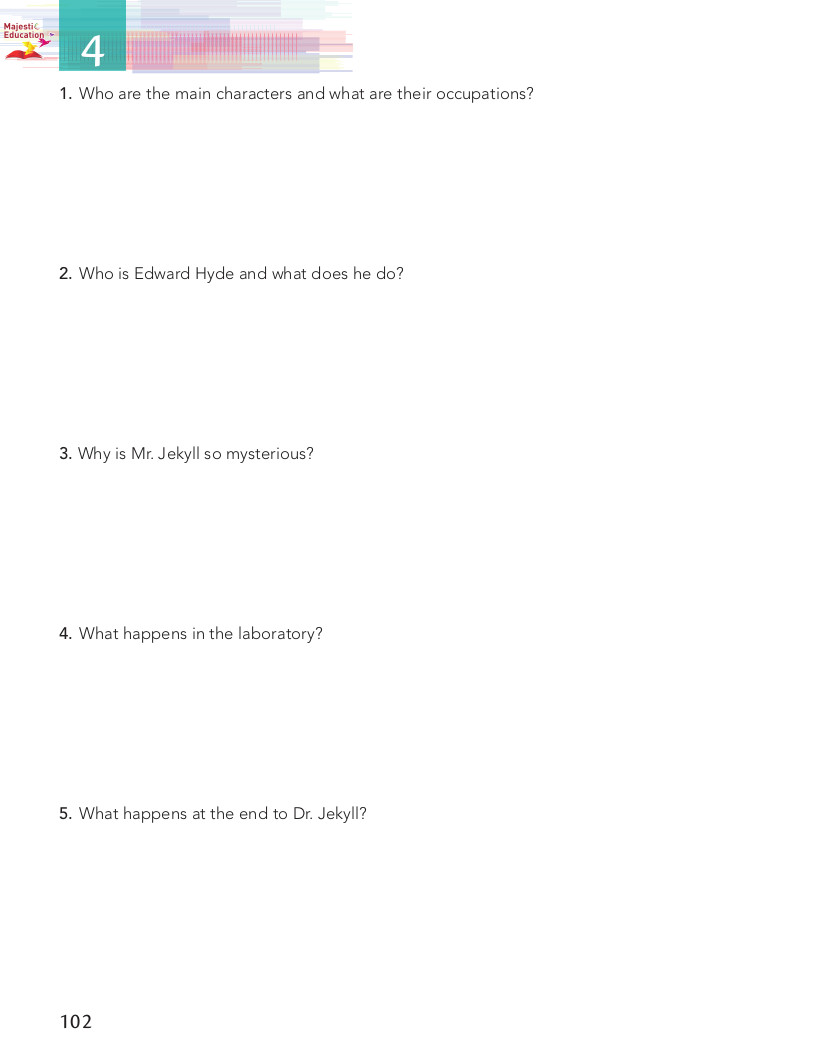 Majestic
Education
4
1. Who are the main characters and what are their occupations?
2. Who is Edward Hyde and what does he do?
3. Why is Mr. Jekyll so mysterious?
4. What happens in the laboratory?
5. What happens at the end to Dr. Jekyll?
102